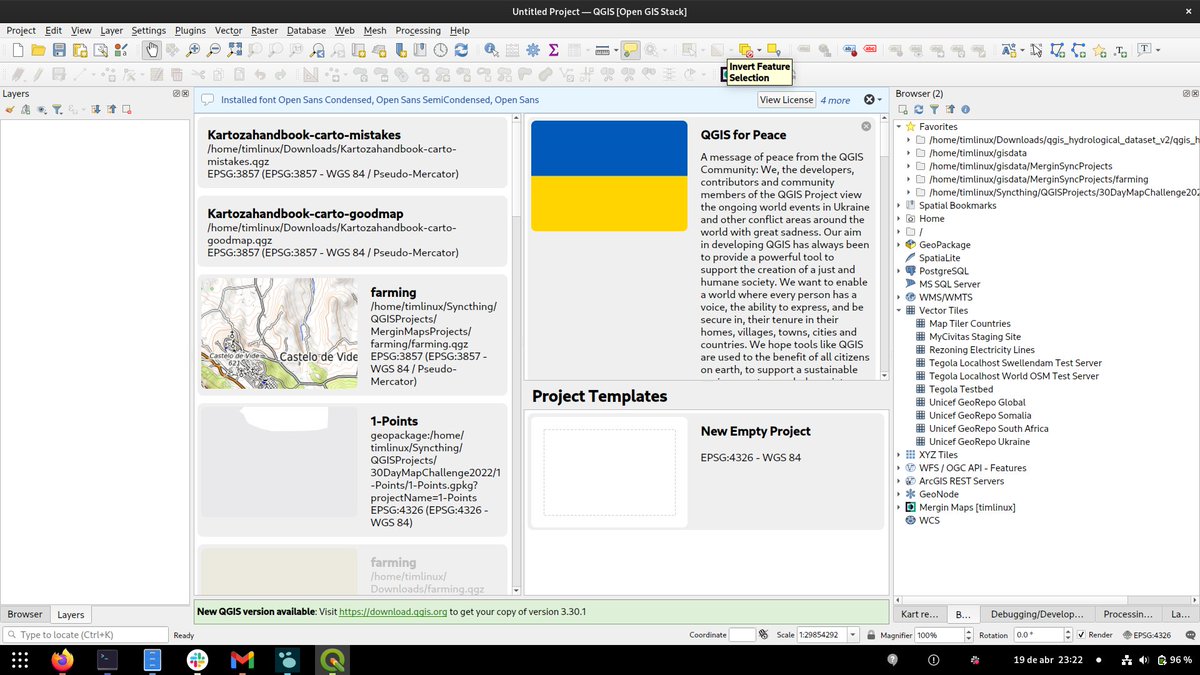 Untitled Project — QGIS [Open GIS Stack]
Project Edit View Layer Settings Plugins Vector Raster Database Web Mesh Processing Help
Invert Feature
Selection
Layers
Installed font Open Sans Condensed, Open Sans SemiCondensed, Open Sans
View License
4 more
Kartozahandbook-carto-mistakes
/home/timlinux/Downloads/Kartozahandbook-carto-
mistakes.qgz
EPSG:3857 (EPSG:3857 - WGS 84 / Pseudo-Mercator)
Kartozahandbook-carto-goodmap
/home/timlinux/Downloads/Kartozahandbook-carto-
goodmap.qgz
EPSG:3857 (EPSG:3857 - WGS 84 / Pseudo-Mercator)
Castelo de Vide
621
Castelo de Vide
farming
/home/timlinux/Syncthing/
QGISProjects/
MerginMapsProjects/
farming/farming.qgz
EPSG:3857 (EPSG:3857 -
WGS 84 / Pseudo-
Mercator)
1-Points
geopackage:/home/
timlinux/Syncthing/
QGISProjects/
30DayMapChallenge2022/1
-Points/1-Points.gpkg?
projectName=1-Points
EPSG:4326 (EPSG:4326 -
WGS 84)
farming
/home/timlinux/
Downloads/farming.qgz
QGIS for Peace
A message of peace from the QGIS
Community: We, the developers,
contributors and community
members of the QGIS Project view
the ongoing world events in Ukraine
and other conflict areas around the
world with great sadness. Our aim
in developing QGIS has always been
to provide a powerful tool to
support the creation of a just and
humane society. We want to enable
a world where every person has a
voice, the ability to express, and be
secure in, their tenure in their
homes, villages, towns, cities and
countries. We hope tools like QGIS
are used to the benefit of all citizens
on earth, to support a sustainable
Project Templates
New Empty Project
EPSG:4326 - WGS 84
New QGIS version available: Visit https://download.qgis.org to get your copy of version 3.30.1
Browser (2)
Favorites
/home/timlinux/Downloads/qgis_hydrological_dataset_v2/qgis_h
/home/timlinux/gisdata
/home/timlinux/gisdata/MerginSyncProjects
/home/timlinux/gisdata/MerginSyncProjects/farming
/home/timlinux/Syncthing/QGISProjects/30DayMapChallenge202
Spatial Bookmarks
Home
/
GeoPackage
SpatiaLite
PostgreSQL
MS SQL Server
WMS/WMTS
Vector Tiles
Map Tiler Countries
MyCivitas Staging Site
Rezoning Electricity Lines
Tegola Localhost Swellendam Test Server
Tegola Localhost World OSM Test Server
Tegola Testbed
Unicef GeoRepo Global
Unicef GeoRepo Somalia
Unicef GeoRepo South Africa
Unicef GeoRepo Ukraine
XYZ Tiles
WFS / OGC API - Features
ArcGIS REST Servers
GeoNode
Mergin Maps [timlinux]
WCS
Browser Layers
Kart re... B... Debugging/Develop... Processin... La...
Type to locate (Ctrl+K) Ready Coordinate Scale 1:29854292 Magnifier 100% Rotation 0.0 ° Render EPSG:4326
19 de abr 23:22 96 %